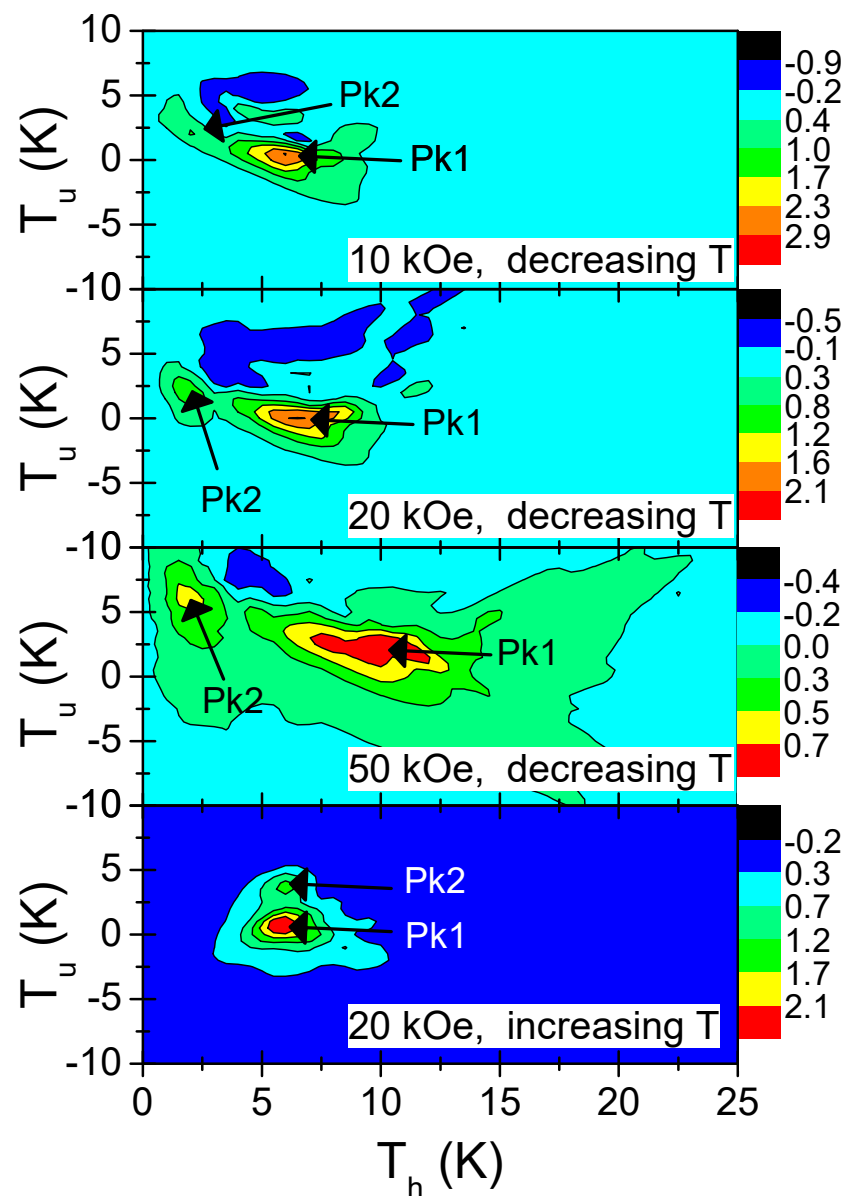 10
5
0
-5
-10
T_u (K)
Pk2
Pk1
10 kOe, decreasing T
-0.9
-0.2
0.4
1.0
1.7
2.3
2.9
5
0
-5
-10
T_u (K)
Pk1
Pk2
20 kOe, decreasing T
-0.5
-0.1
0.3
0.8
1.2
1.6
2.1
5
0
-5
-10
T_u (K)
Pk1
Pk2
50 kOe, decreasing T
-0.4
-0.2
0.0
0.3
0.5
0.7
5
0
-5
-10
T_u (K)
Pk2
Pk1
20 kOe, increasing T
-0.2
0.3
0.7
1.2
1.7
2.1
0 5 10 15 20 25
T_h (K)